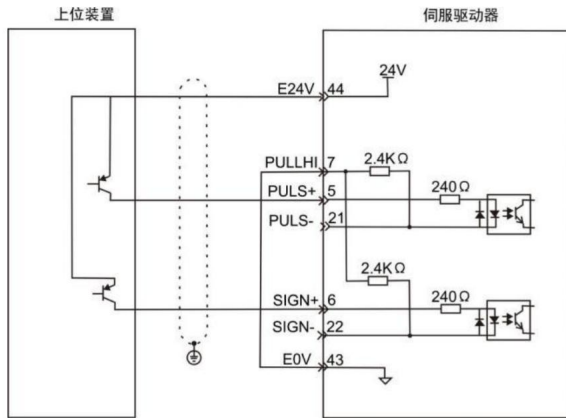 上位装置
伺服驱动器
24V
E24V 44
PULLHI 7
2.4KΩ
PULS+ 5
240Ω
PULS- 21
2.4KΩ
SIGN+ 6
240Ω
SIGN- 22
E0V 43